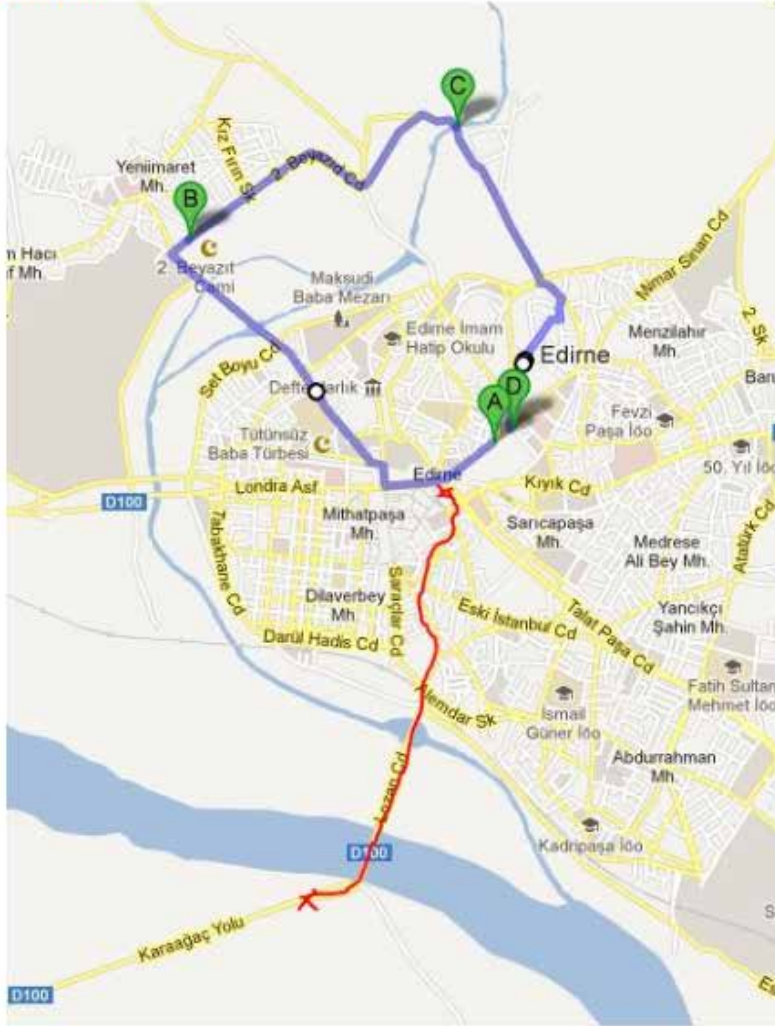 C
Kız Fırın Sk
Yeniimaret
Mh.
2. Beyazıd Cd
B
m Hacı
uf Mh.
2. Beyazıt
Cami
Maksudi
Baba Mezarı
Mimar Sinan Cd
2. Sk
Edirne İmam
Hatip Okulu
Menzilahır
Mh.
Set Boyu Cd
Edirne
Baru
A
D
Fevzi
Paşa İöo
Tütünsüz
Baba Türbesi
Edirne
50. Yıl İöo
D100
Londra Asf
Kıyık Cd
Mithatpaşa
Mh.
Sarıcapaşa
Mh.
Medrese
Ali Bey Mh.
Atatürk C
Tabakhane Cd
Saraçlar Cd
Dilaverbey
Mh.
Eski İstanbul Cd
Talat Paşa Cd
Yancıkçı
Şahin Mh.
Darül Hadis Cd
Alemdar Sk
İsmail
Güner İöo
Fatih Sultan
Mehmet İöo
Abdurrahman
Mh.
Lozan Cd
D100
Kadripaşa İöo
Karaağaç Yolu
D100
S
Es